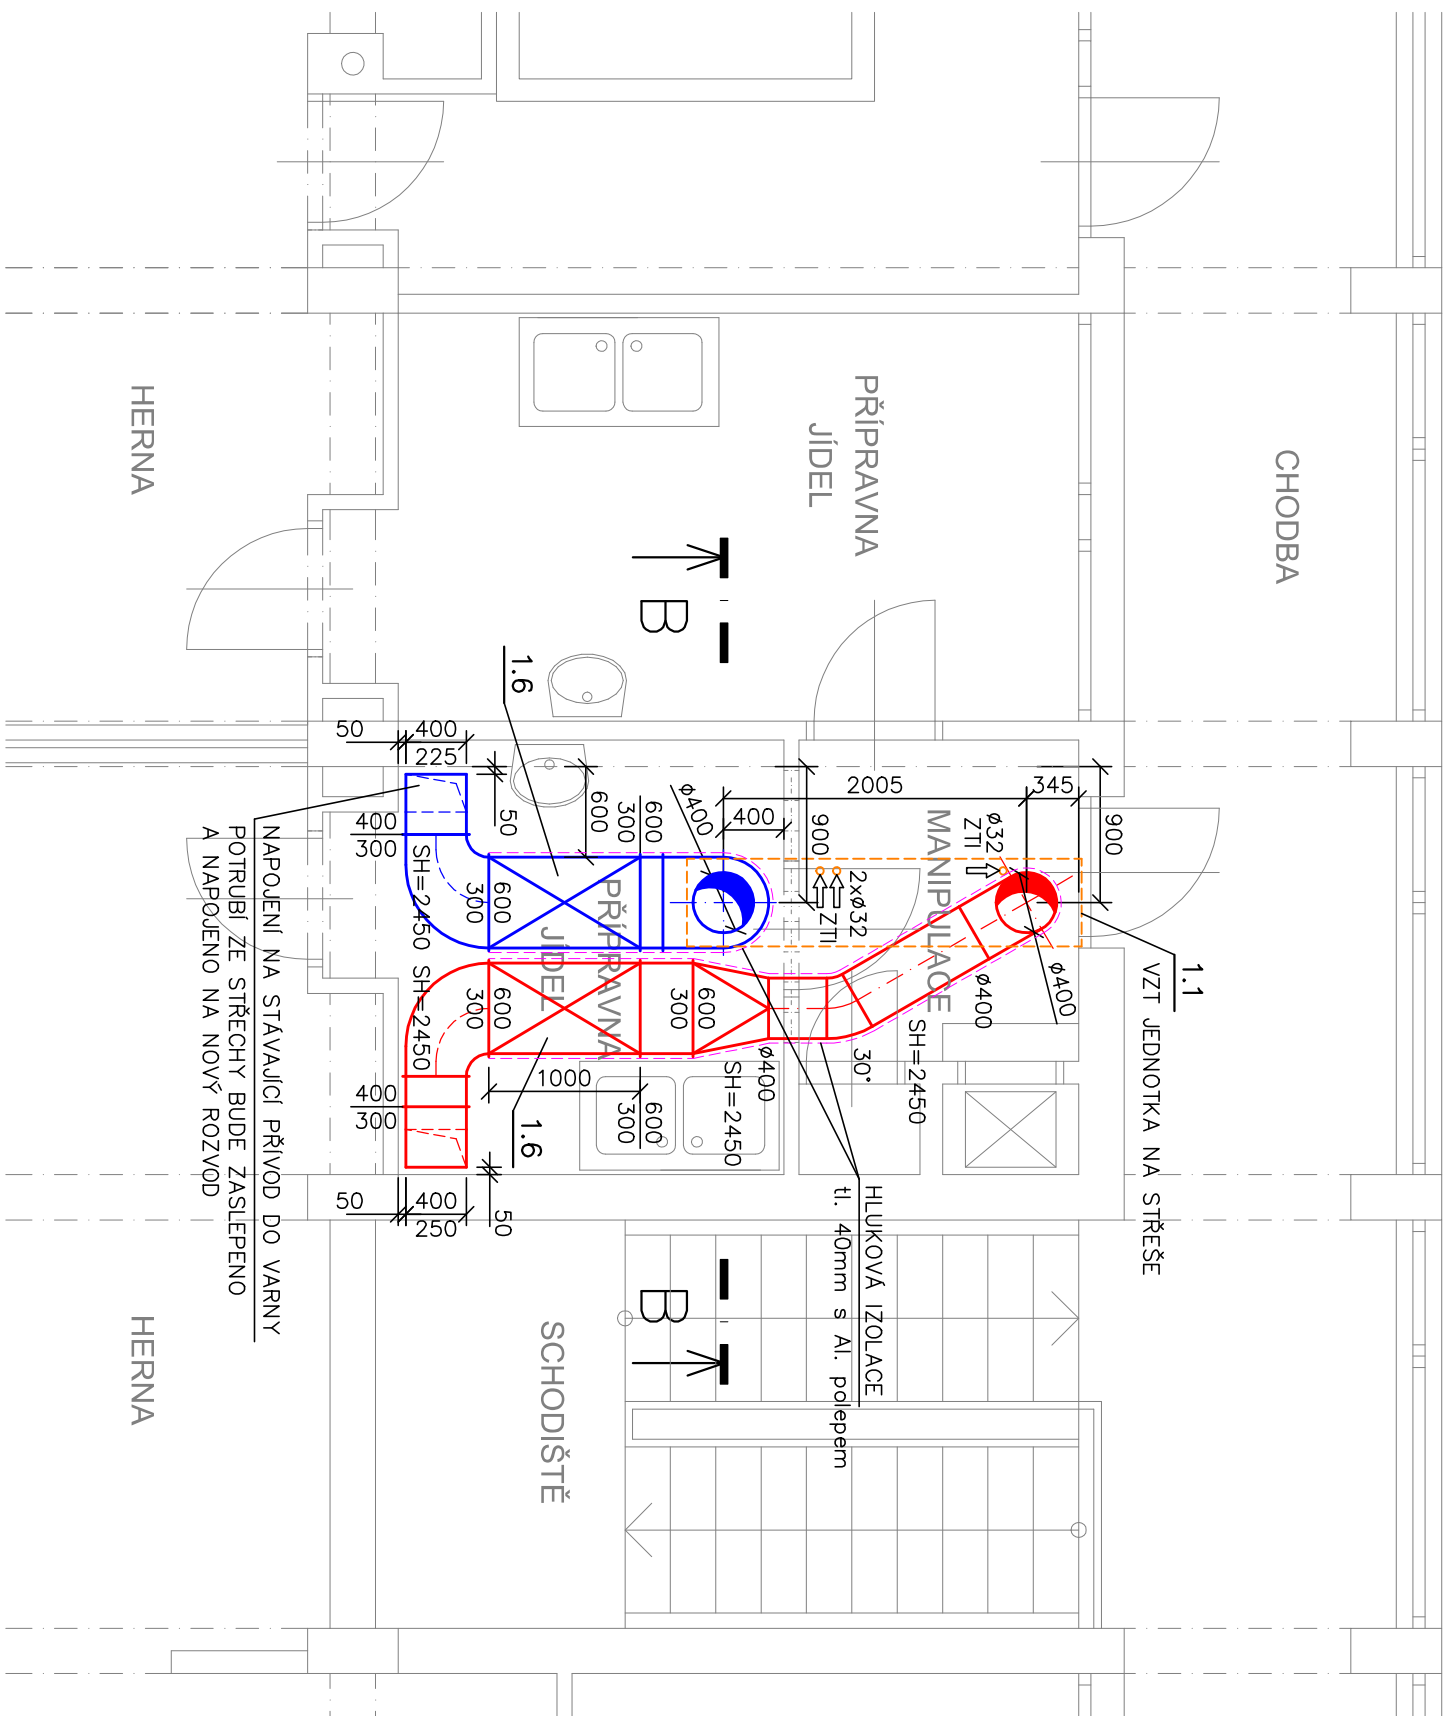 CHODBA
HERNA
PŘÍPRAVNA
JÍDEL
B
1.6
50
400
225
50
600
600
300
ø400
400
2005
345
900
900
ø32
ZTI
2xø32
ZTI
MANIPULACE
400
300
SH=2450
600
300
PŘÍPRAVNA
JÍDEL
SH=2450
600
300
600
300
ø400
ø400
ø400
30°
SH=2450
SH=2450
1.1
VZT JEDNOTKA NA STŘEŠE
1000
600
300
1.6
400
300
50
400
250
50
HLUKOVÁ IZOLACE
tl. 40mm s Al. polepem
NAPOJENÍ NA STÁVAJÍCÍ PŘÍVOD DO VARNY
POTRUBÍ ZE STŘECHY BUDE ZASLEPENO
A NAPOJENO NA NOVÝ ROZVOD
B
SCHODIŠTĚ
HERNA